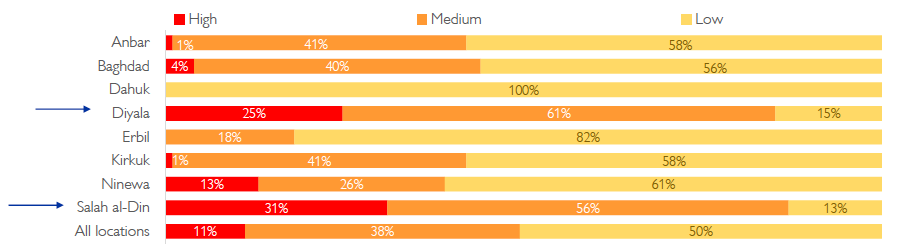 High Medium Low
Anbar 1% 41% 58%
Baghdad 4% 40% 56%
Dahuk 100%
Diyala 25% 61% 15%
Erbil 18% 82%
Kirkuk 1% 41% 58%
Ninewa 13% 26% 61%
Salah al-Din 31% 56% 13%
All locations 11% 38% 50%